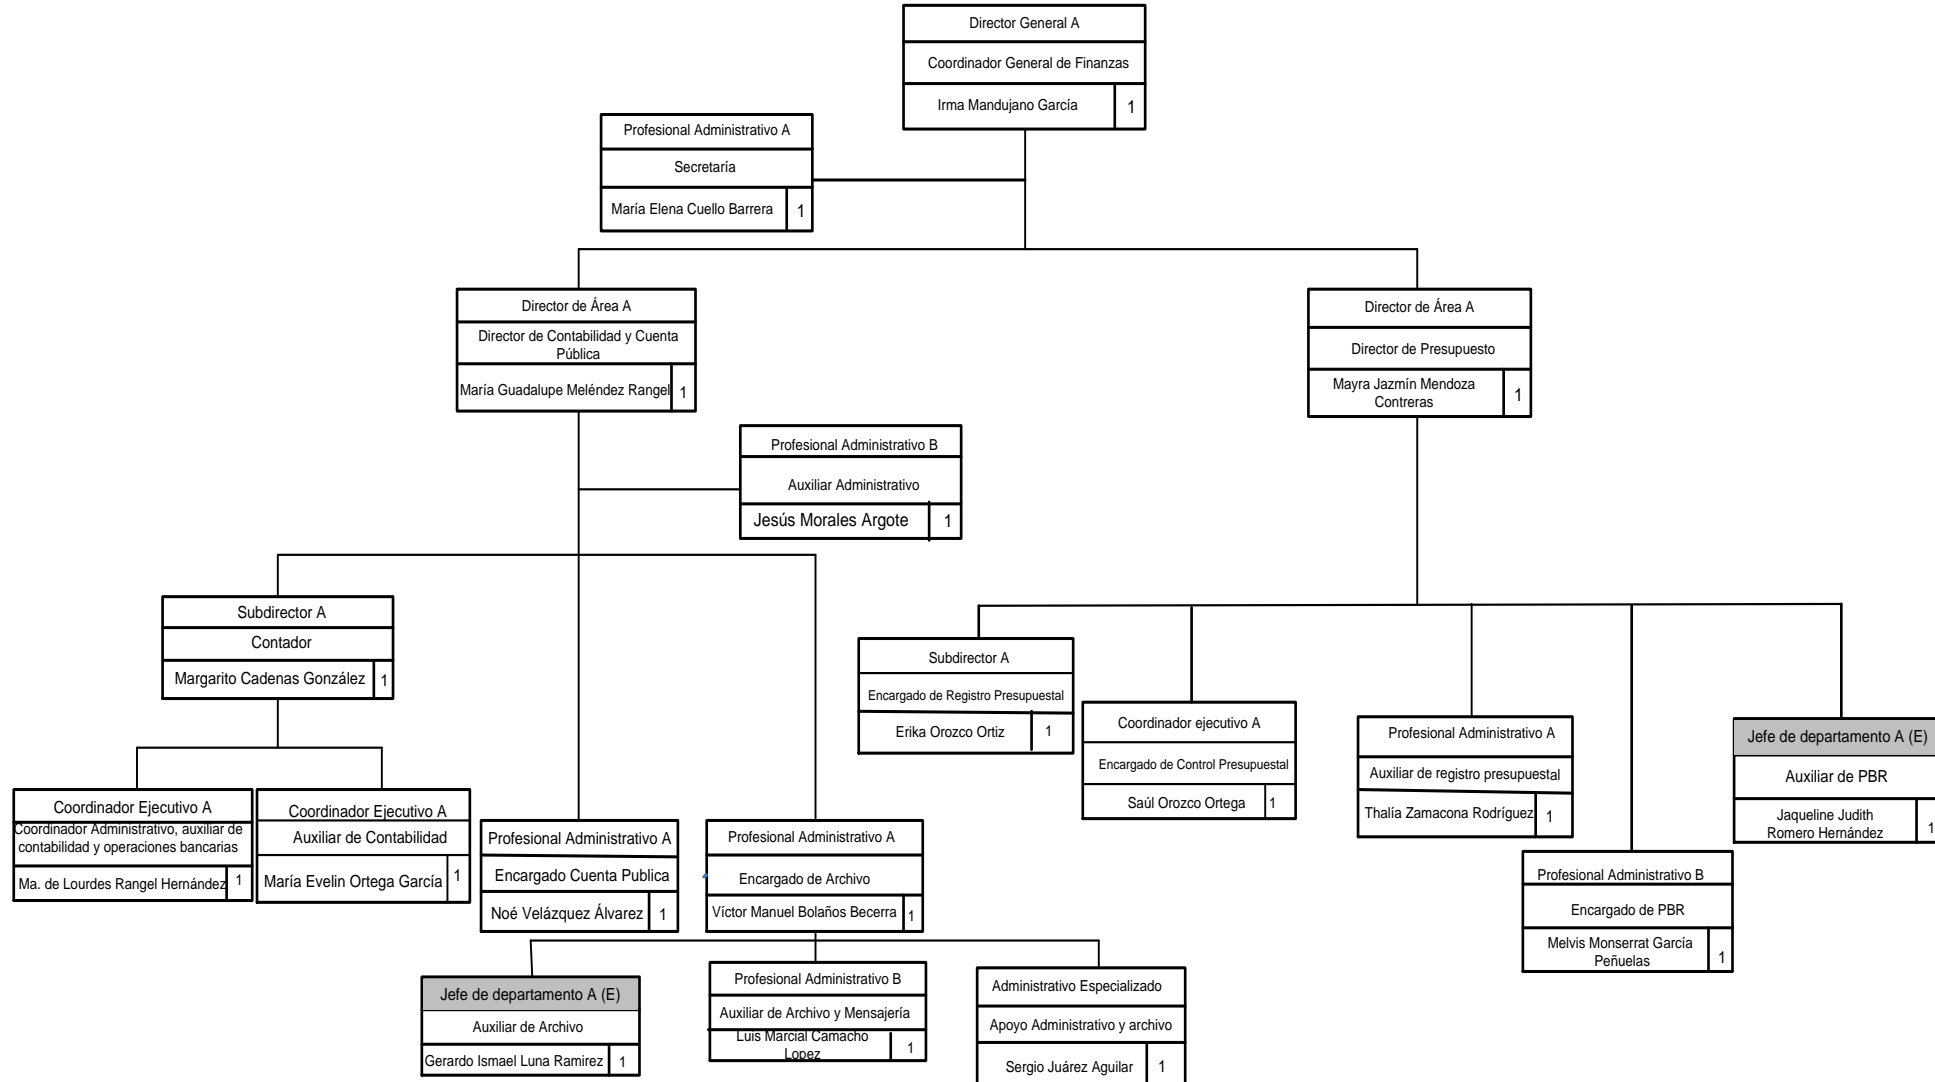 Director General A
Coordinador General de Finanzas
Irma Mandujano García
1
Profesional Administrativo A
Secretaría
María Elena Cuello Barrera
1
Director de Área A
Director de Contabilidad y Cuenta
Pública
María Guadalupe Meléndez Rangel
1
Director de Área A
Director de Presupuesto
Mayra Jazmín Mendoza
Contreras
1
Profesional Administrativo B
Auxiliar Administrativo
Jesús Morales Argote
1
Subdirector A
Contador
Margarito Cadenas González
1
Coordinador Ejecutivo A
Coordinador Administrativo, auxiliar de
contabilidad y operaciones bancarias
Ma. de Lourdes Rangel Hernández
1
Coordinador Ejecutivo A
Auxiliar de Contabilidad
María Evelin Ortega García
1
Profesional Administrativo A
Encargado Cuenta Publica
Noé Velázquez Álvarez
1
Profesional Administrativo A
Encargado de Archivo
Víctor Manuel Bolaños Becerra
1
Jefe de departamento A (E)
Auxiliar de Archivo
Gerardo Ismael Luna Ramirez
1
Profesional Administrativo B
Auxiliar de Archivo y Mensajería
Luis Marcial Camacho
Lopez
1
Administrativo Especializado
Apoyo Administrativo y archivo
Sergio Juárez Aguilar
1
Subdirector A
Encargado de Registro Presupuestal
Erika Orozco Ortiz
1
Coordinador ejecutivo A
Encargado de Control Presupuestal
Saúl Orozco Ortega
1
Profesional Administrativo A
Auxiliar de registro presupuestal
Thalía Zamacona Rodríguez
1
Profesional Administrativo B
Encargado de PBR
Melvis Monserrat García
Peñuelas
1
Jefe de departamento A (E)
Auxiliar de PBR
Jaqueline Judith
Romero Hernández
1